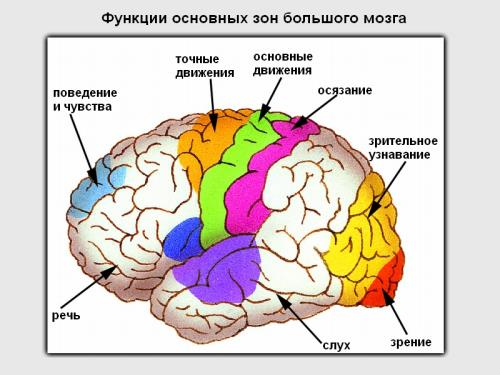 Функции основных зон большого мозга
точные
движения
основные
движения
поведение
и чувства
осязание
зрительное
узнавание
речь
слух
зрение